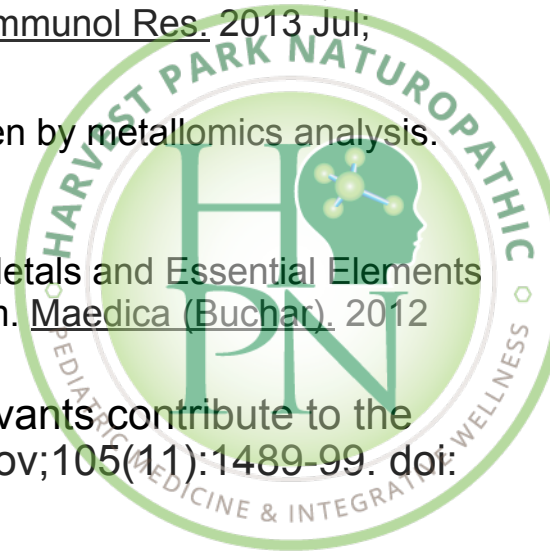 mmunol Res. 2013 Jul;
en by metallomics analysis.
etals and Essential Elements
n. Maedica (Buchar). 2012
vants contribute to the
ov;105(11):1489-99. doi:
HARVEST PARK NATUROPATHIC
HPN
PEDIATRIC MEDICINE & INTEGRATIVE WELLNESS